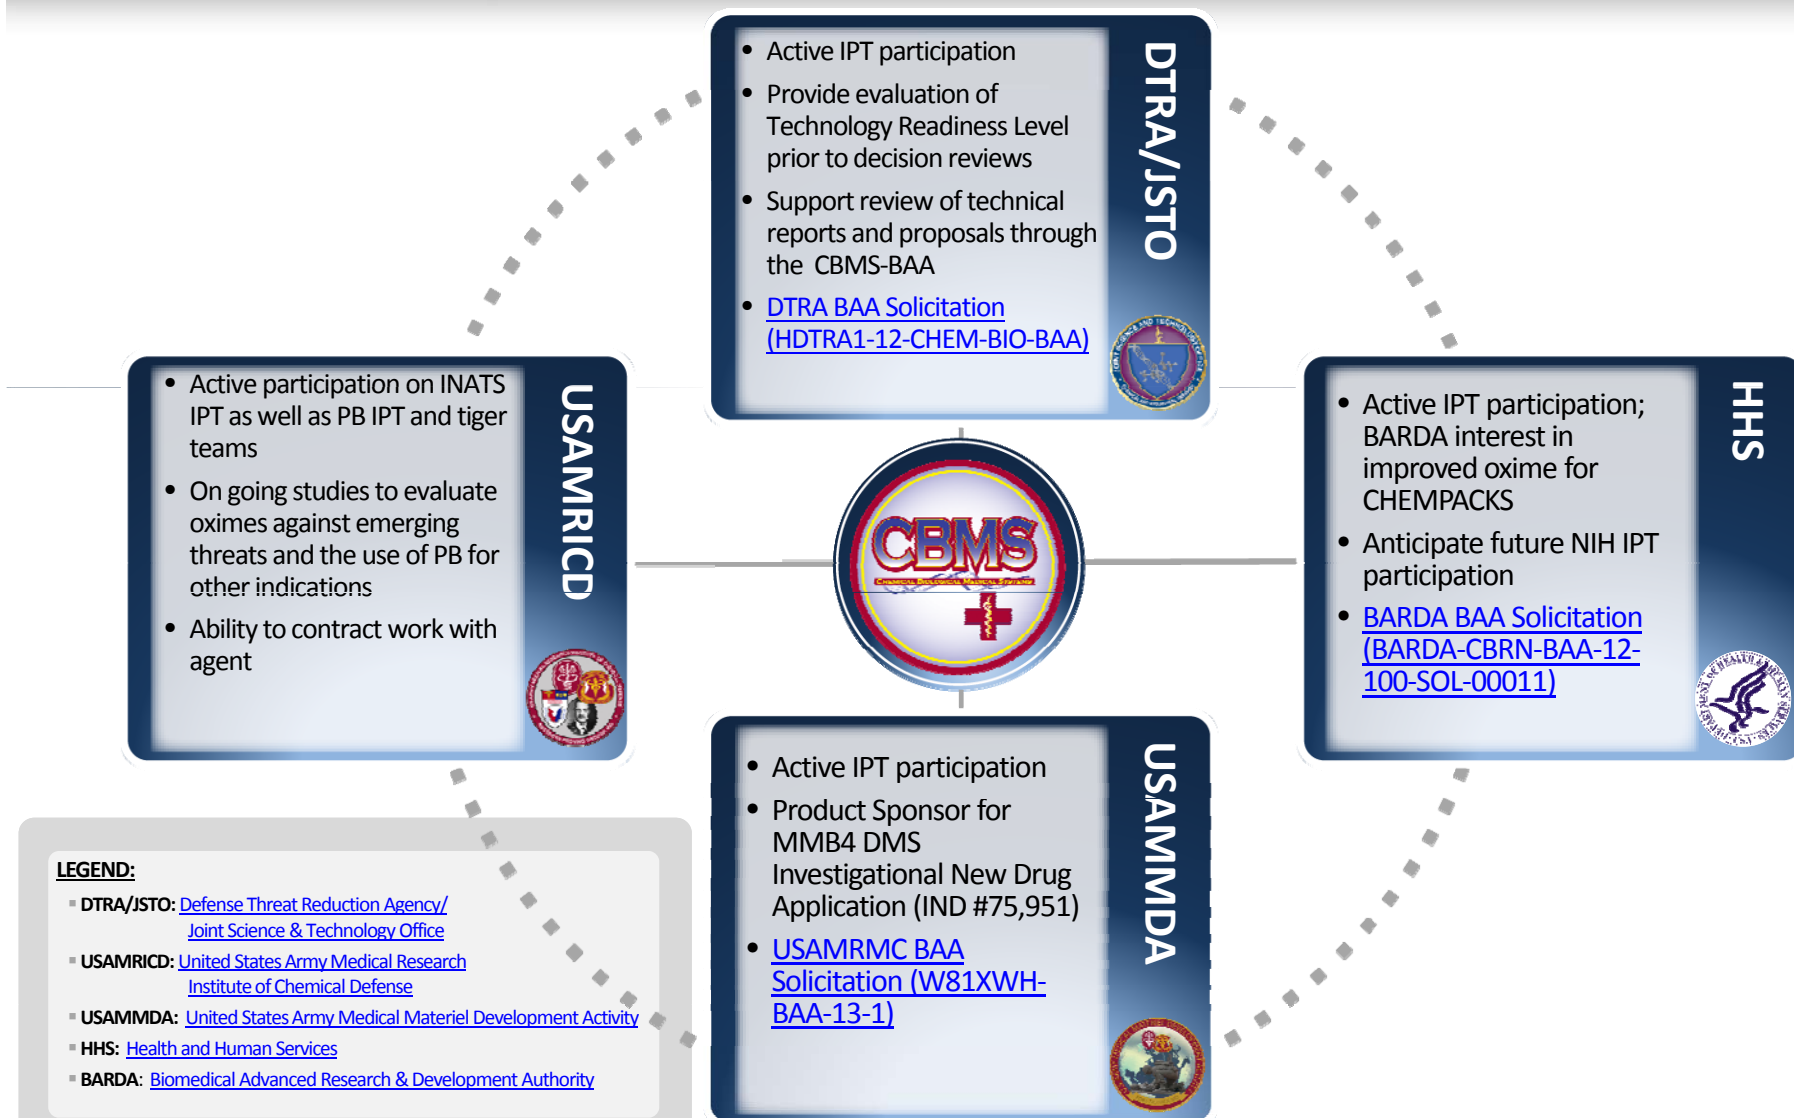 • Active IPT participation
• Provide evaluation of
Technology Readiness Level
prior to decision reviews
• Support review of technical
reports and proposals through
the CBMS-BAA
• DTRA BAA Solicitation
(HDTRA1-12-CHEM-BIO-BAA)
DTRA/JSTO
• Active participation on INATS
IPT as well as PB IPT and tiger
teams
• On going studies to evaluate
oximes against emerging
threats and the use of PB for
other indications
• Ability to contract work with
agent
USAMRICD
CBMS
CHEMICAL BIOLOGICAL MEDICAL SYSTEMS
• Active IPT participation;
BARDA interest in
improved oxime for
CHEMPACKS
• Anticipate future NIH IPT
participation
• BARDA BAA Solicitation
(BARDA-CBRN-BAA-12-
100-SOL-00011)
HHS
• Active IPT participation
• Product Sponsor for
MMB4 DMS
Investigational New Drug
Application (IND #75,951)
• USAMRMC BAA
Solicitation (W81XWH-
BAA-13-1)
USAMMDA
LEGEND:
▪ DTRA/JSTO: Defense Threat Reduction Agency/
Joint Science & Technology Office
▪ USAMRICD: United States Army Medical Research
Institute of Chemical Defense
▪ USAMMDA: United States Army Medical Materiel Development Activity
▪ HHS: Health and Human Services
▪ BARDA: Biomedical Advanced Research & Development Authority